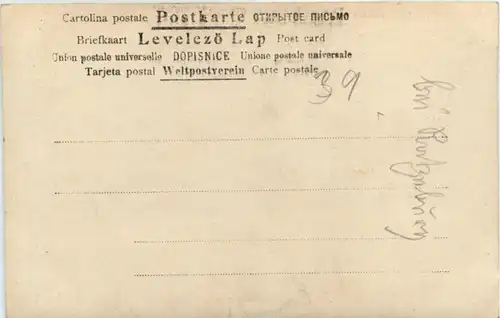 Cartolina postale Postkarte ОТКРЫТОЕ ПИСЬМО
Briefkaart Levelező Lap Post card
Union postale universelle DOPISNICE Unione postale universale
Tarjeta postal Weltpostverein Carte postale
39
bei